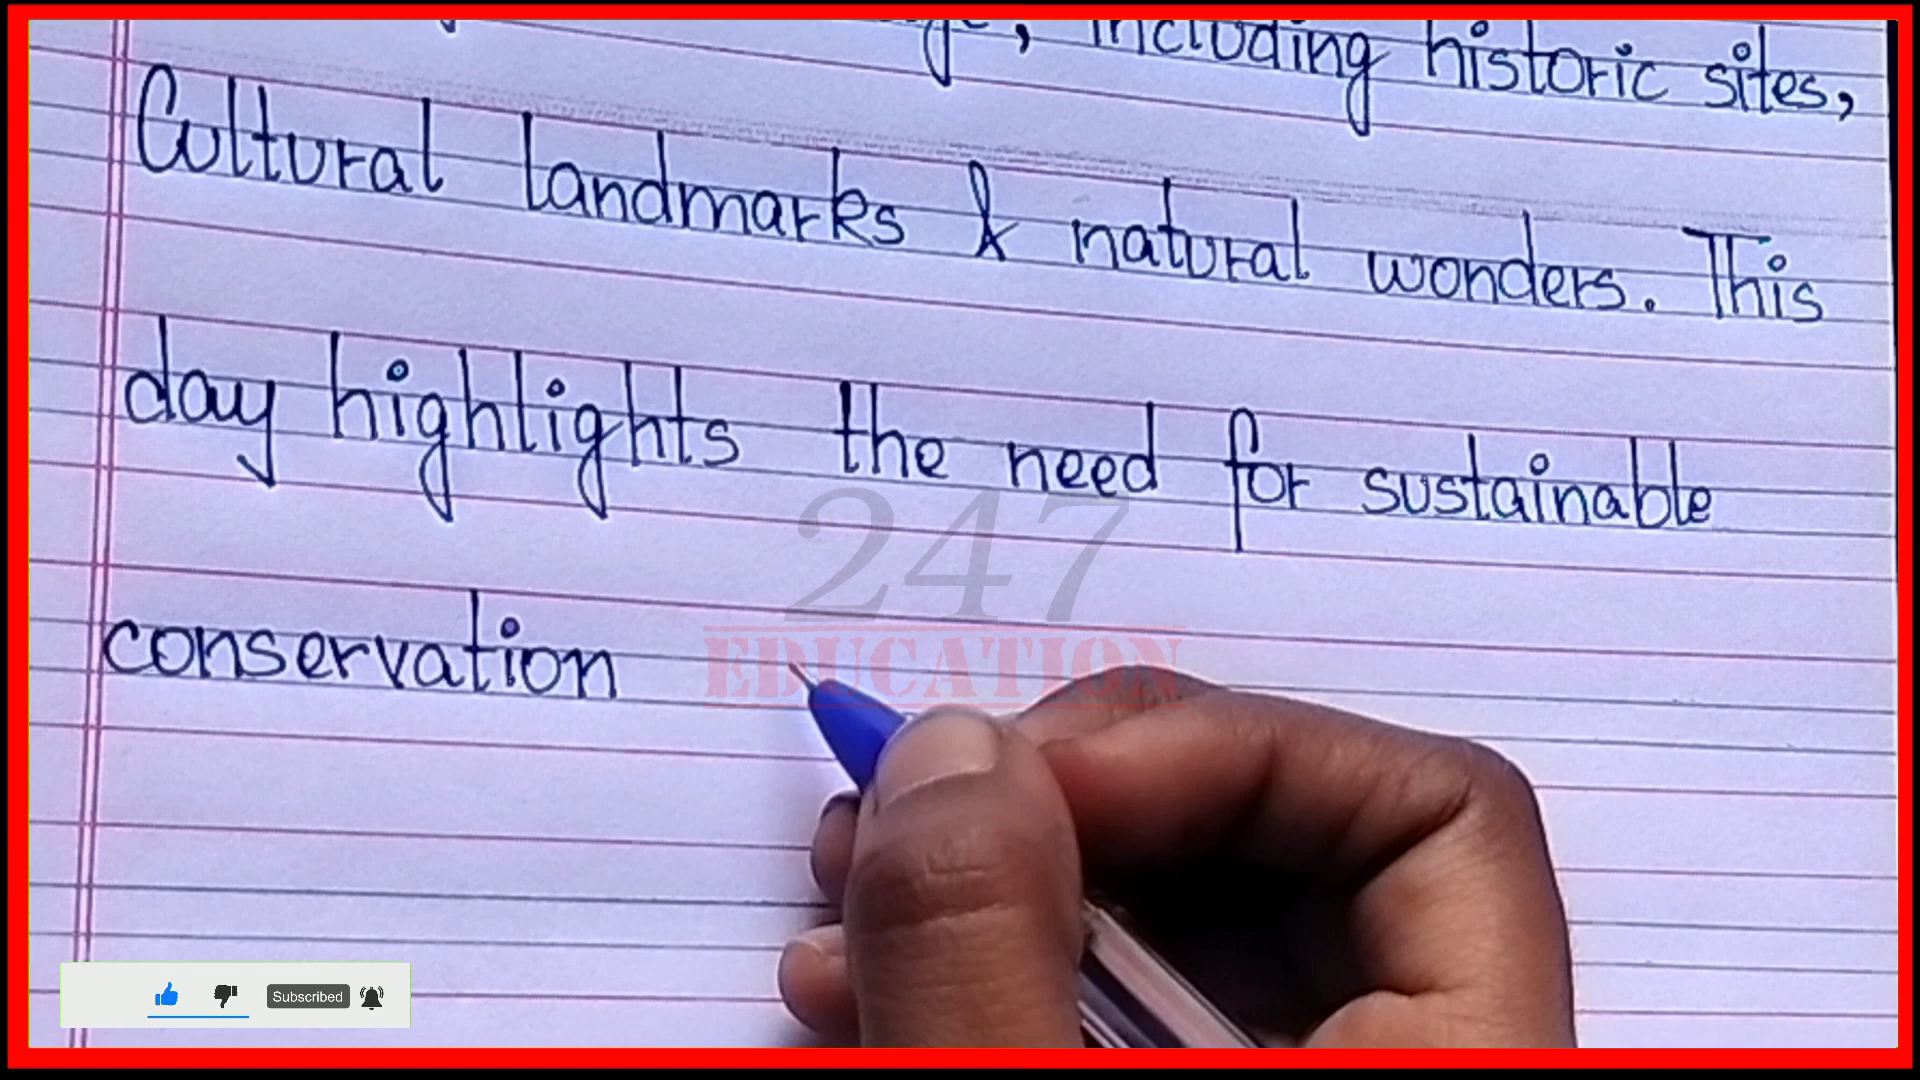 , including historic sites,
Cultural landmarks & natural wonders. This
day highlights the need for sustainable
conservation
247
EDUCATION
Subscribed